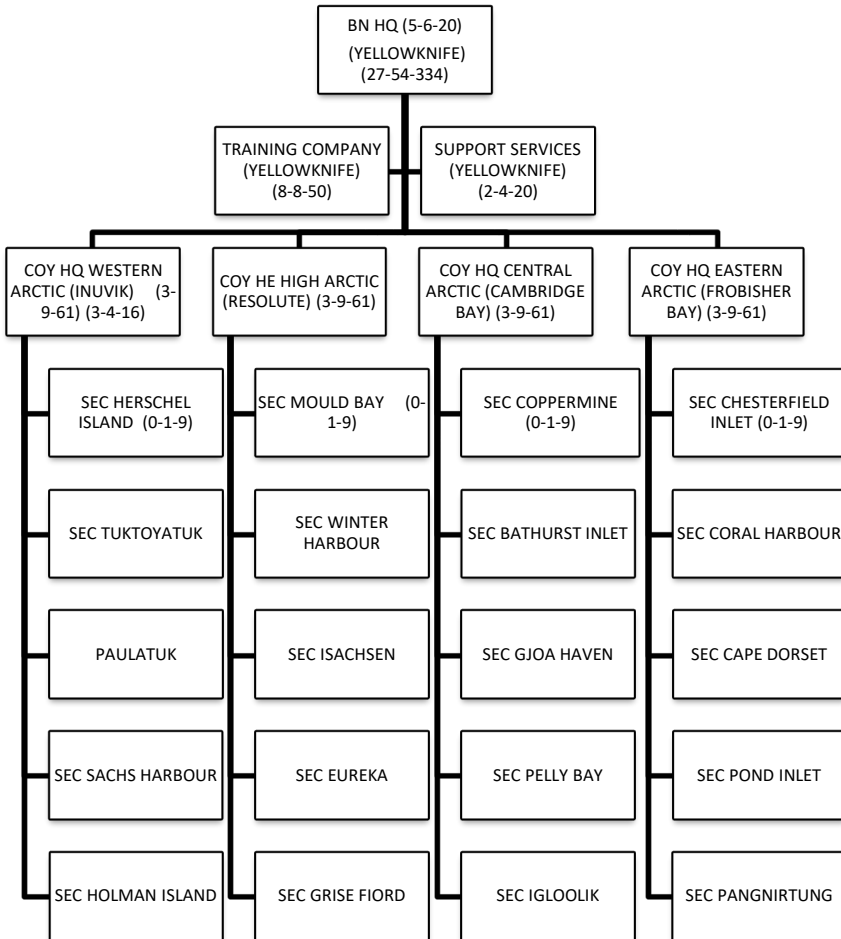 BN HQ (5-6-20)
(YELLOWKNIFE)
(27-54-334)
TRAINING COMPANY
(YELLOWKNIFE)
(8-8-50)
SUPPORT SERVICES
(YELLOWKNIFE)
(2-4-20)
COY HQ WESTERN
ARCTIC (INUVIK) (3-
9-61) (3-4-16)
COY HE HIGH ARCTIC
(RESOLUTE) (3-9-61)
COY HQ CENTRAL
ARCTIC (CAMBRIDGE
BAY) (3-9-61)
COY HQ EASTERN
ARCTIC (FROBISHER
BAY) (3-9-61)
SEC HERSCHEL
ISLAND (0-1-9)
SEC MOULD BAY (0-
1-9)
SEC COPPERMINE
(0-1-9)
SEC CHESTERFIELD
INLET (0-1-9)
SEC TUKTOYATUK
SEC WINTER
HARBOUR
SEC BATHURST INLET
SEC CORAL HARBOUR
PAULATUK
SEC ISACHSEN
SEC GJOA HAVEN
SEC CAPE DORSET
SEC SACHS HARBOUR
SEC EUREKA
SEC PELLY BAY
SEC POND INLET
SEC HOLMAN ISLAND
SEC GRISE FIORD
SEC IGLOOLIK
SEC PANGNIRTUNG